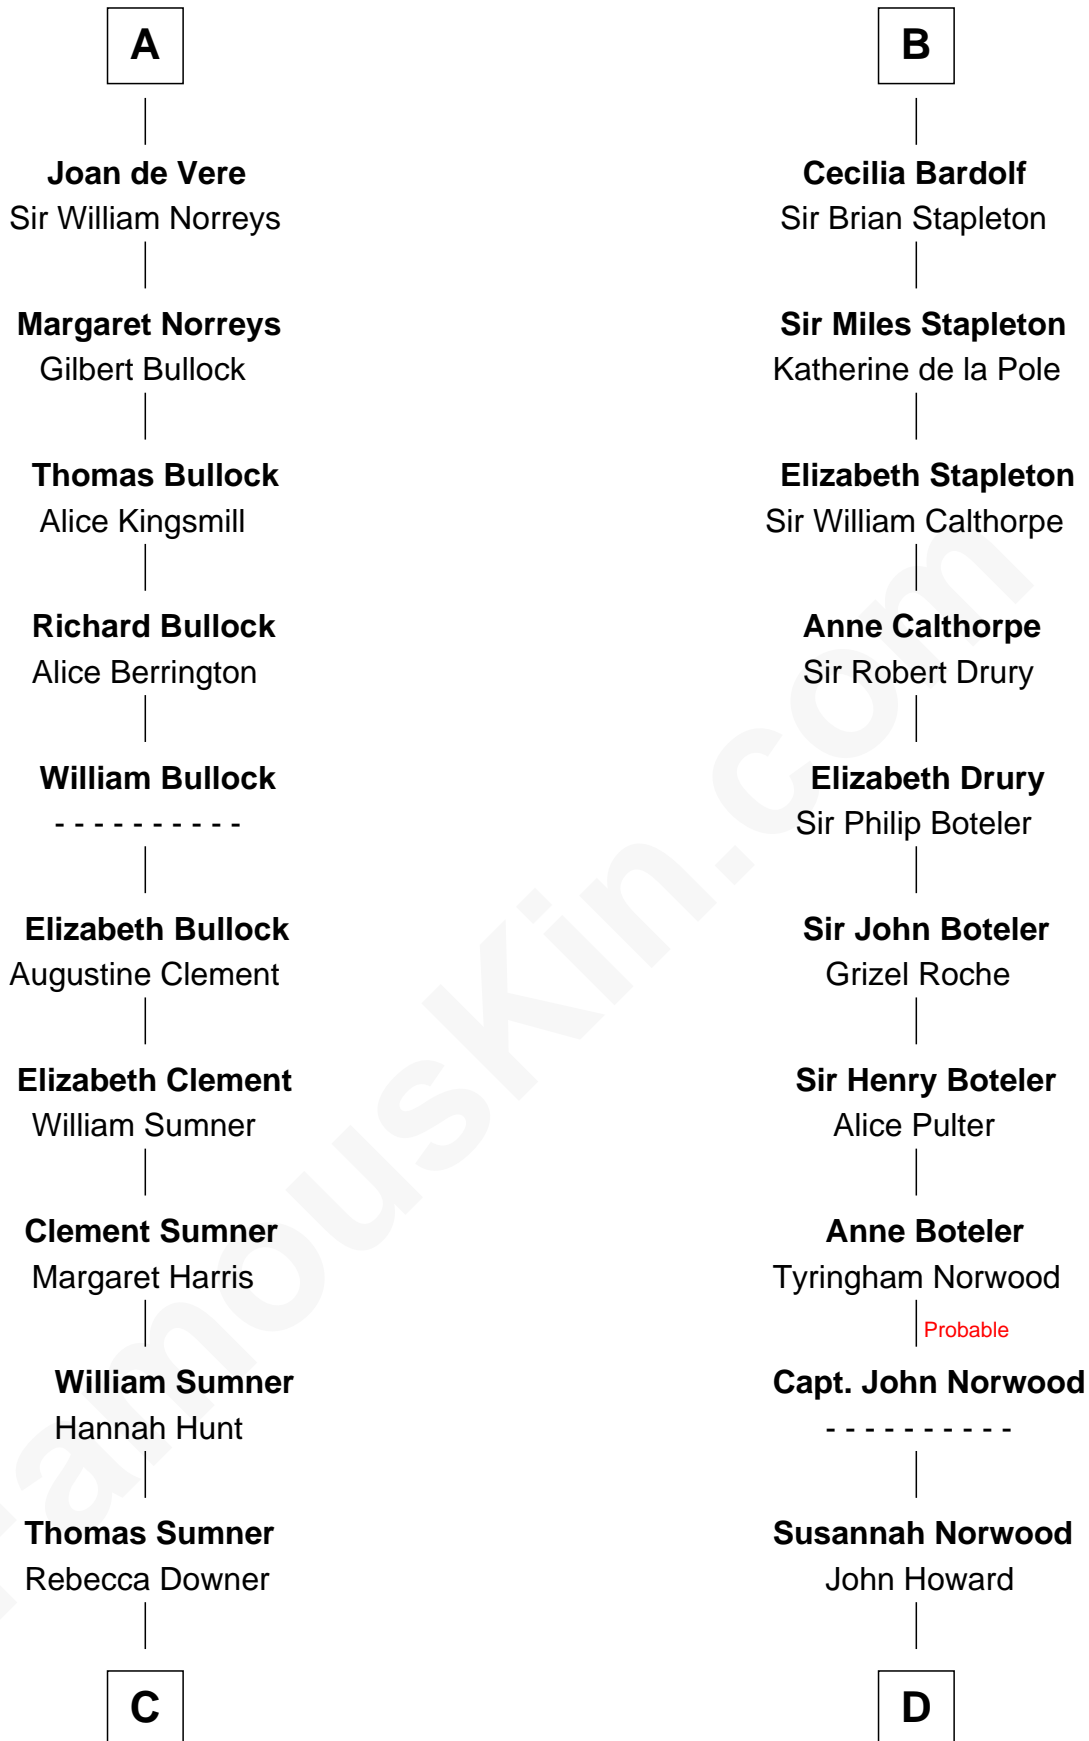 A
Joan de Vere
Sir William Norreys
Margaret Norreys
Gilbert Bullock
Thomas Bullock
Alice Kingsmill
Richard Bullock
Alice Berrington
William Bullock
- - - - - - - - - -
Elizabeth Bullock
Augustine Clement
Elizabeth Clement
William Sumner
Clement Sumner
Margaret Harris
William Sumner
Hannah Hunt
Thomas Sumner
Rebecca Downer
C
B
Cecilia Bardolf
Sir Brian Stapleton
Sir Miles Stapleton
Katherine de la Pole
Elizabeth Stapleton
Sir William Calthorpe
Anne Calthorpe
Sir Robert Drury
Elizabeth Drury
Sir Philip Boteler
Sir John Boteler
Grizel Roche
Sir Henry Boteler
Alice Pulter
Anne Boteler
Tyringham Norwood
Probable
Capt. John Norwood
- - - - - - - - - -
Susannah Norwood
John Howard
D
FamousKin.com